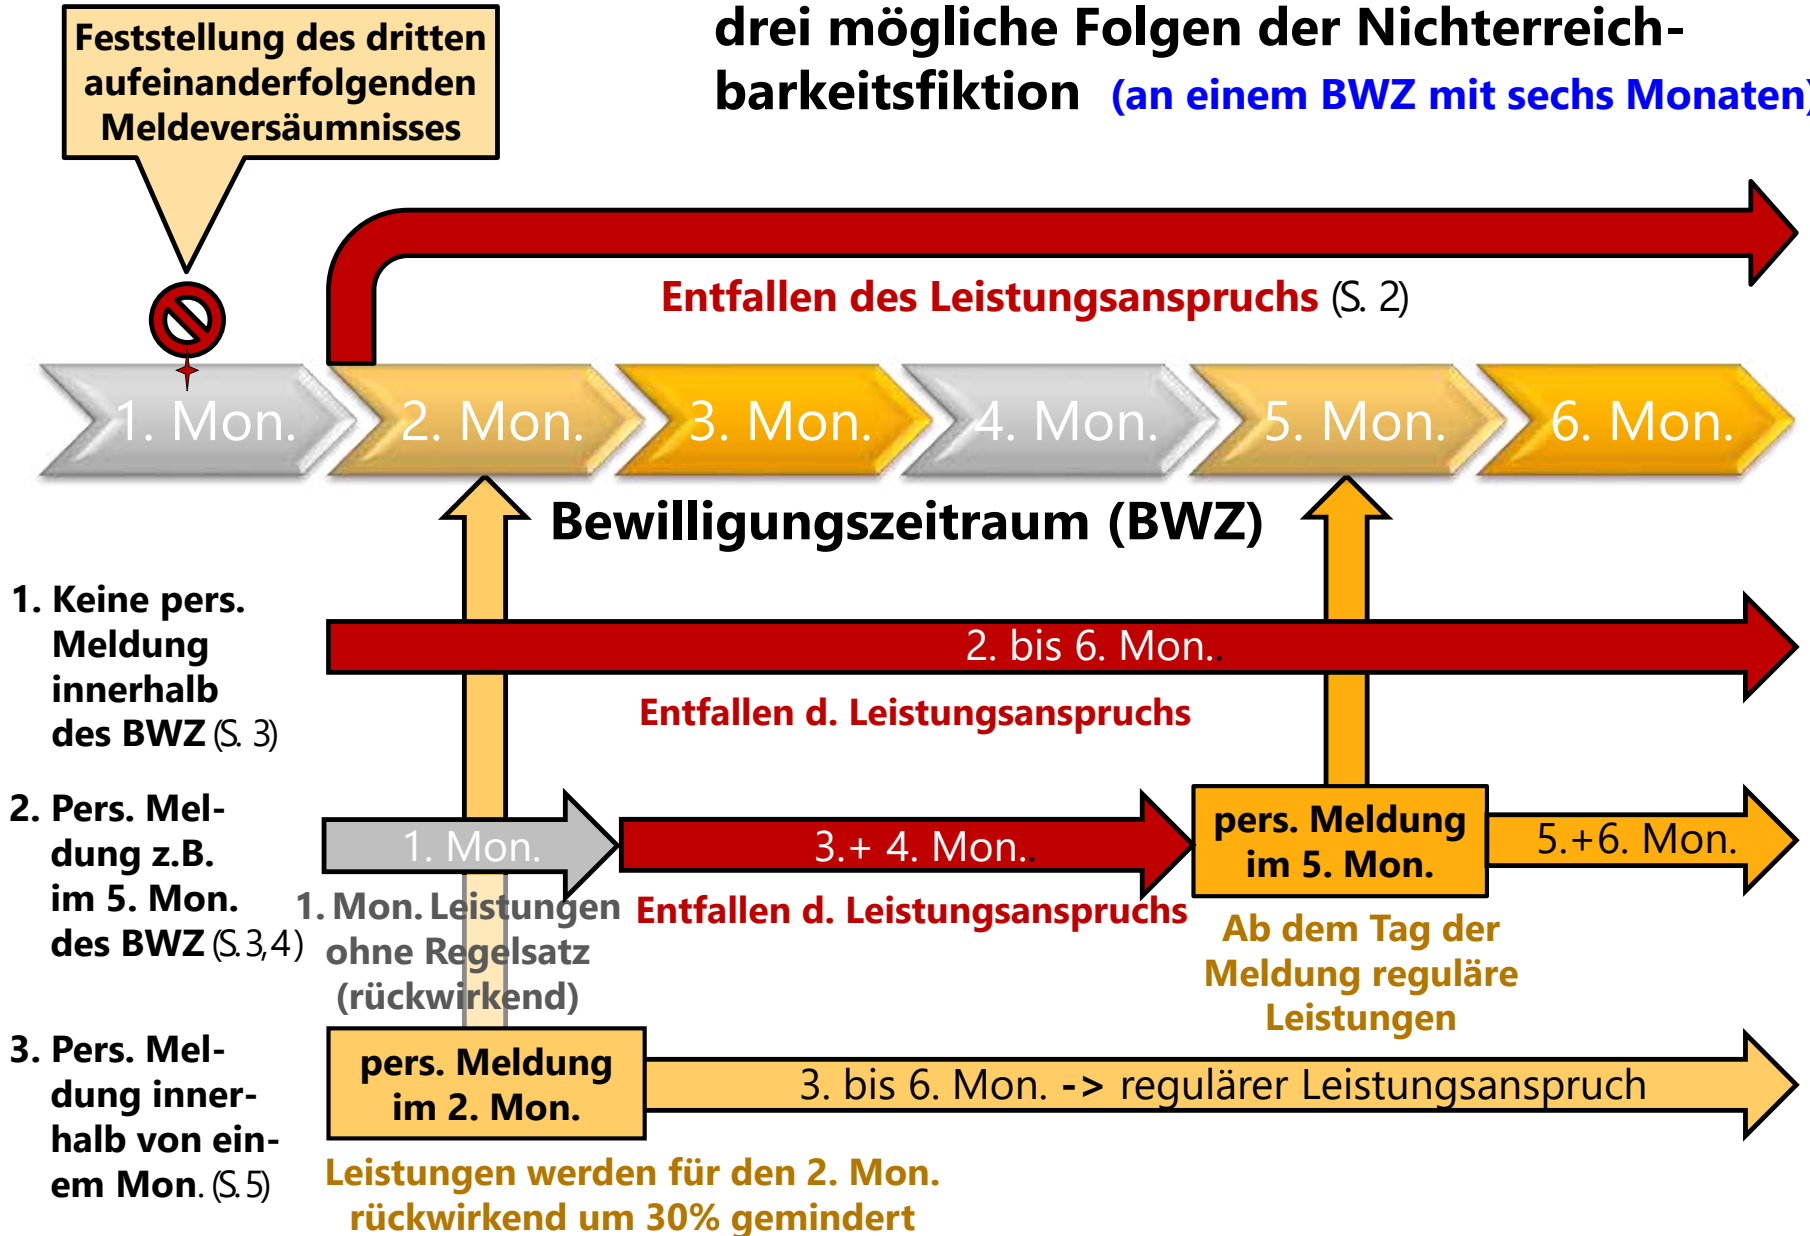 drei mögliche Folgen der Nichterreich-
barkeitsfiktion (an einem BWZ mit sechs Monaten)
Feststellung des dritten
aufeinanderfolgenden
Meldeversäumnisses
Entfallen des Leistungsanspruchs (S. 2)
1. Mon.
2. Mon.
3. Mon.
4. Mon.
5. Mon.
6. Mon.
Bewilligungszeitraum (BWZ)
1. Keine pers.
Meldung
innerhalb
des BWZ (S. 3)
2. bis 6. Mon..
Entfallen d. Leistungsanspruchs
2. Pers. Mel-
dung z.B.
im 5. Mon.
des BWZ (S. 3,4)
1. Mon.
1. Mon. Leistungen
ohne Regelsatz
(rückwirkend)
3.+ 4. Mon..
Entfallen d. Leistungsanspruchs
pers. Meldung
im 5. Mon.
5.+6. Mon.
Ab dem Tag der
Meldung reguläre
Leistungen
3. Pers. Mel-
dung inner-
halb von ein-
em Mon. (S. 5)
pers. Meldung
im 2. Mon.
3. bis 6. Mon. -> regulärer Leistungsanspruch
Leistungen werden für den 2. Mon.
rückwirkend um 30% gemindert